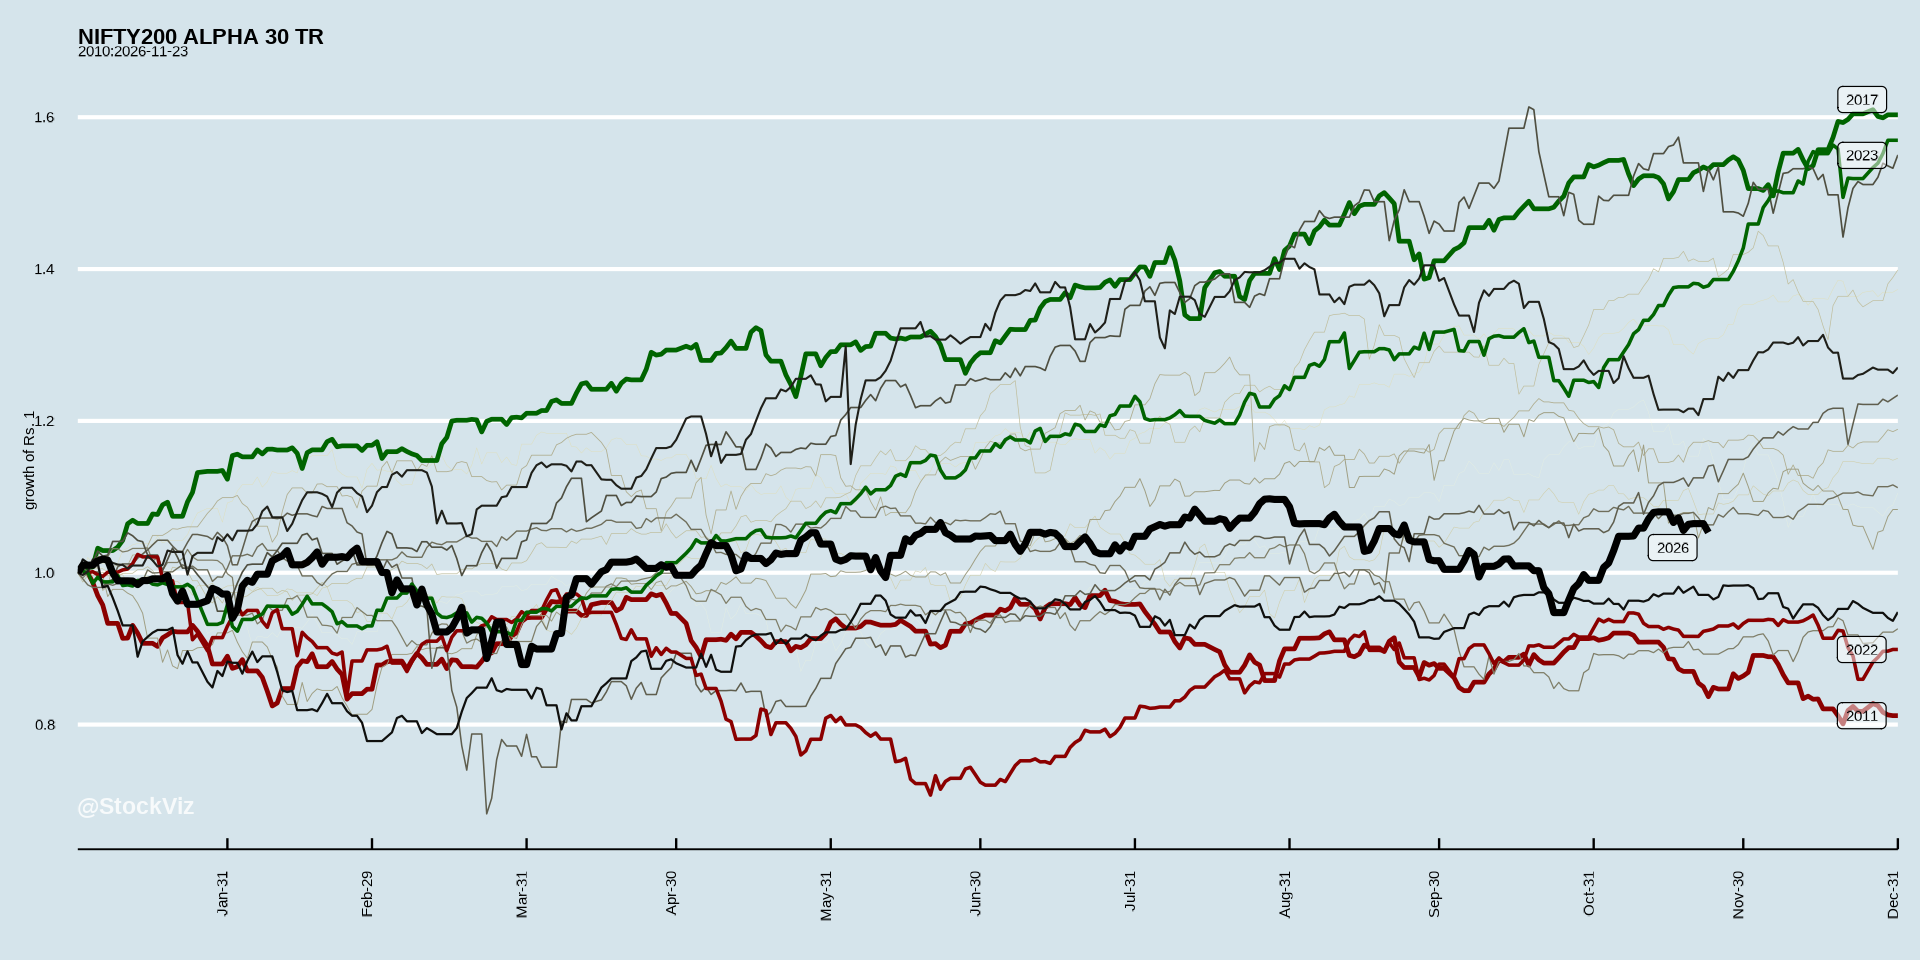 NIFTY200 ALPHA 30 TR
2010:2026-11-23
growth of Rs.1
1.6
1.4
1.2
1.0
0.8
2017
2023
2026
2022
2011
@StockViz
Jan-31
Feb-29
Mar-31
Apr-30
May-31
Jun-30
Jul-31
Aug-31
Sep-30
Oct-31
Nov-30
Dec-31